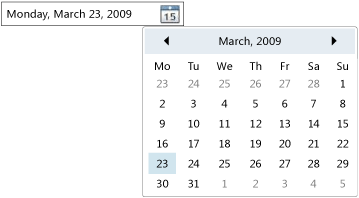 Monday, March 23, 2009 15
March, 2009
Mo Tu We Th Fr Sa Su
23 24 25 26 27 28 1
2 3 4 5 6 7 8
9 10 11 12 13 14 15
16 17 18 19 20 21 22
23 24 25 26 27 28 29
30 31 1 2 3 4 5